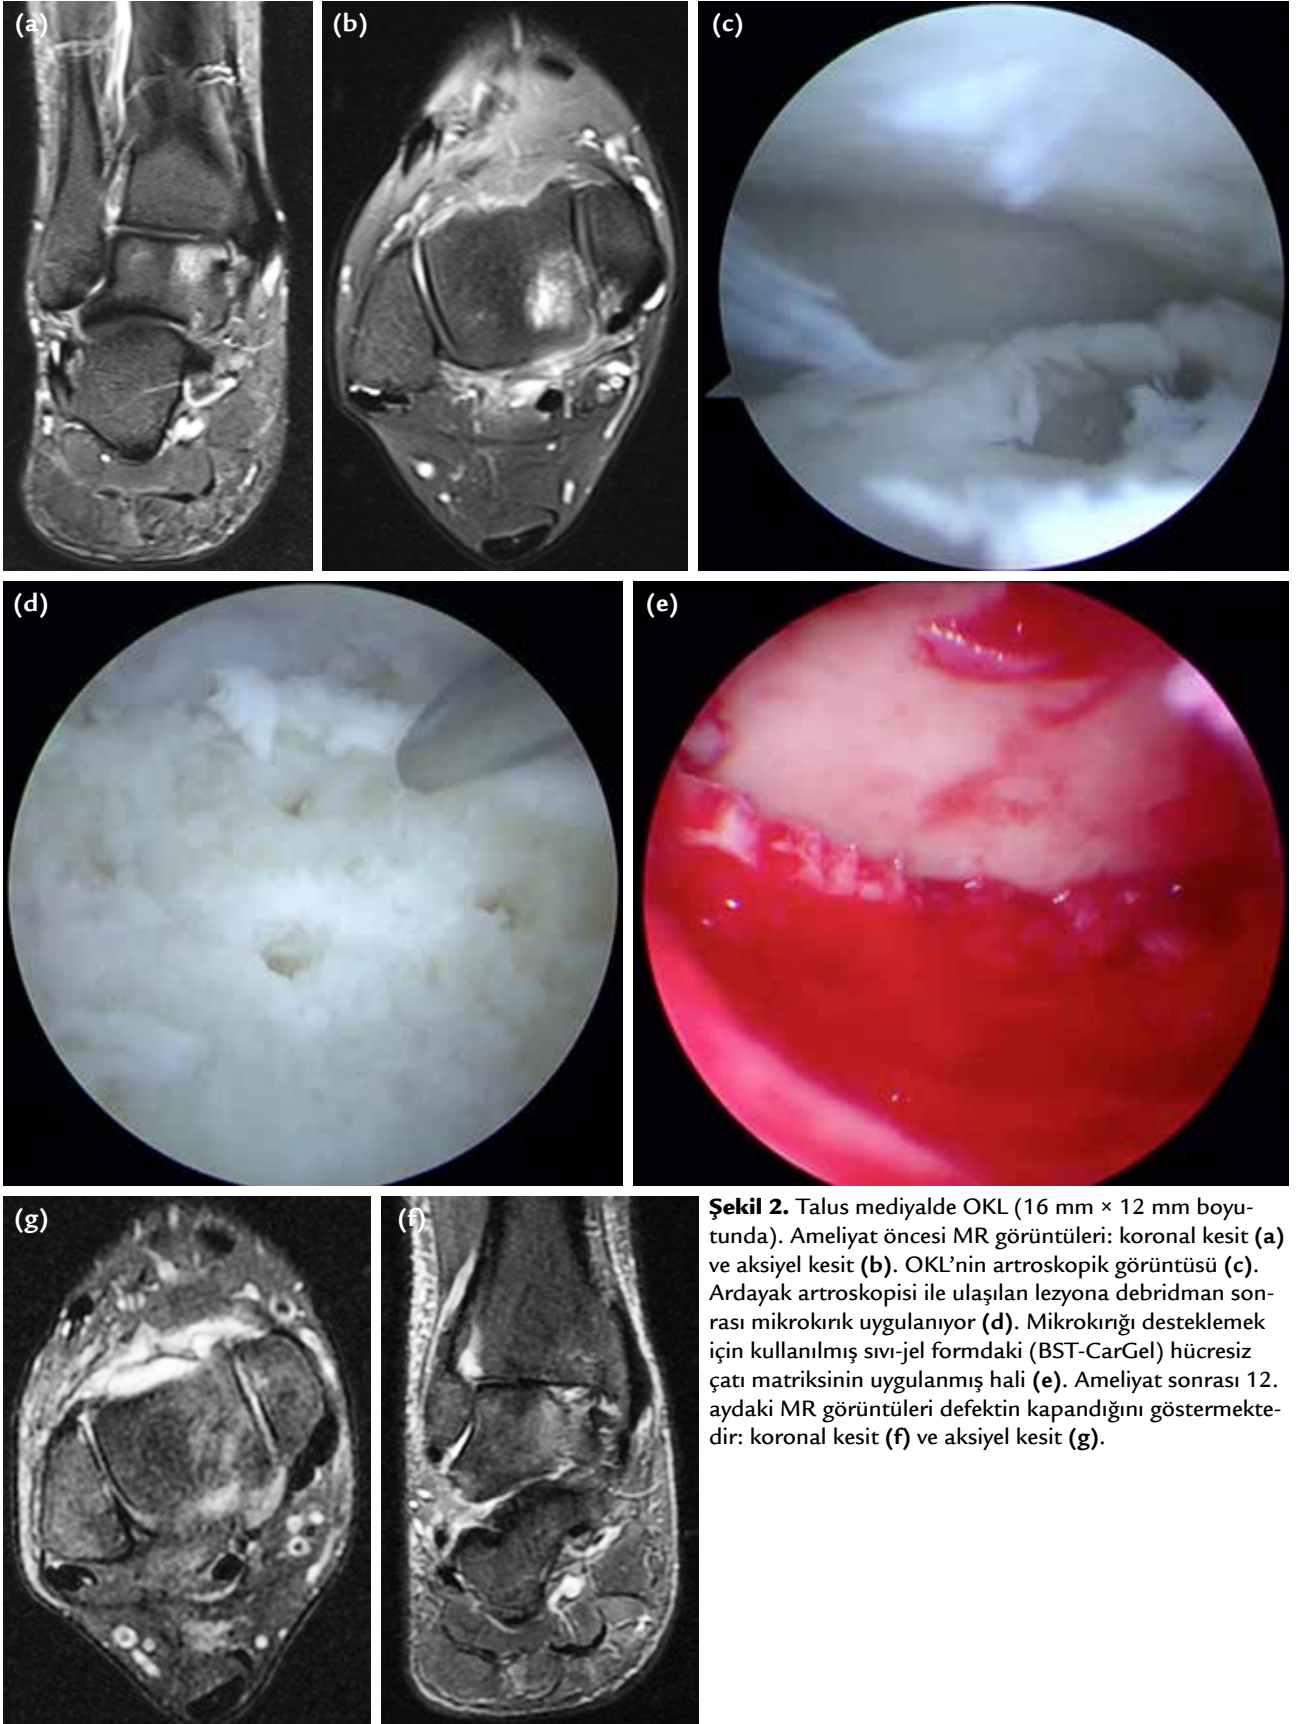 (a)
(b)
(c)
(d)
(e)
(g)
(f)
Şekil 2. Talus mediyalde OKL (16 mm × 12 mm boyu-
tunda). Ameliyat öncesi MR görüntüleri: koronal kesit (a)
ve aksiyel kesit (b). OKL’nin artroskopik görüntüsü (c).
Ardayak artroskopisi ile ulaşılan lezyona debridman son-
rası mikrokırık uygulanıyor (d). Mikrokırığı desteklemek
için kullanılmış sıvı-jel formdaki (BST-CarGel) hücresiz
çatı matriksinin uygulanmış hali (e). Ameliyat sonrası 12.
aydaki MR görüntüleri defektin kapandığını göstermekte-
dir: koronal kesit (f) ve aksiyel kesit (g).